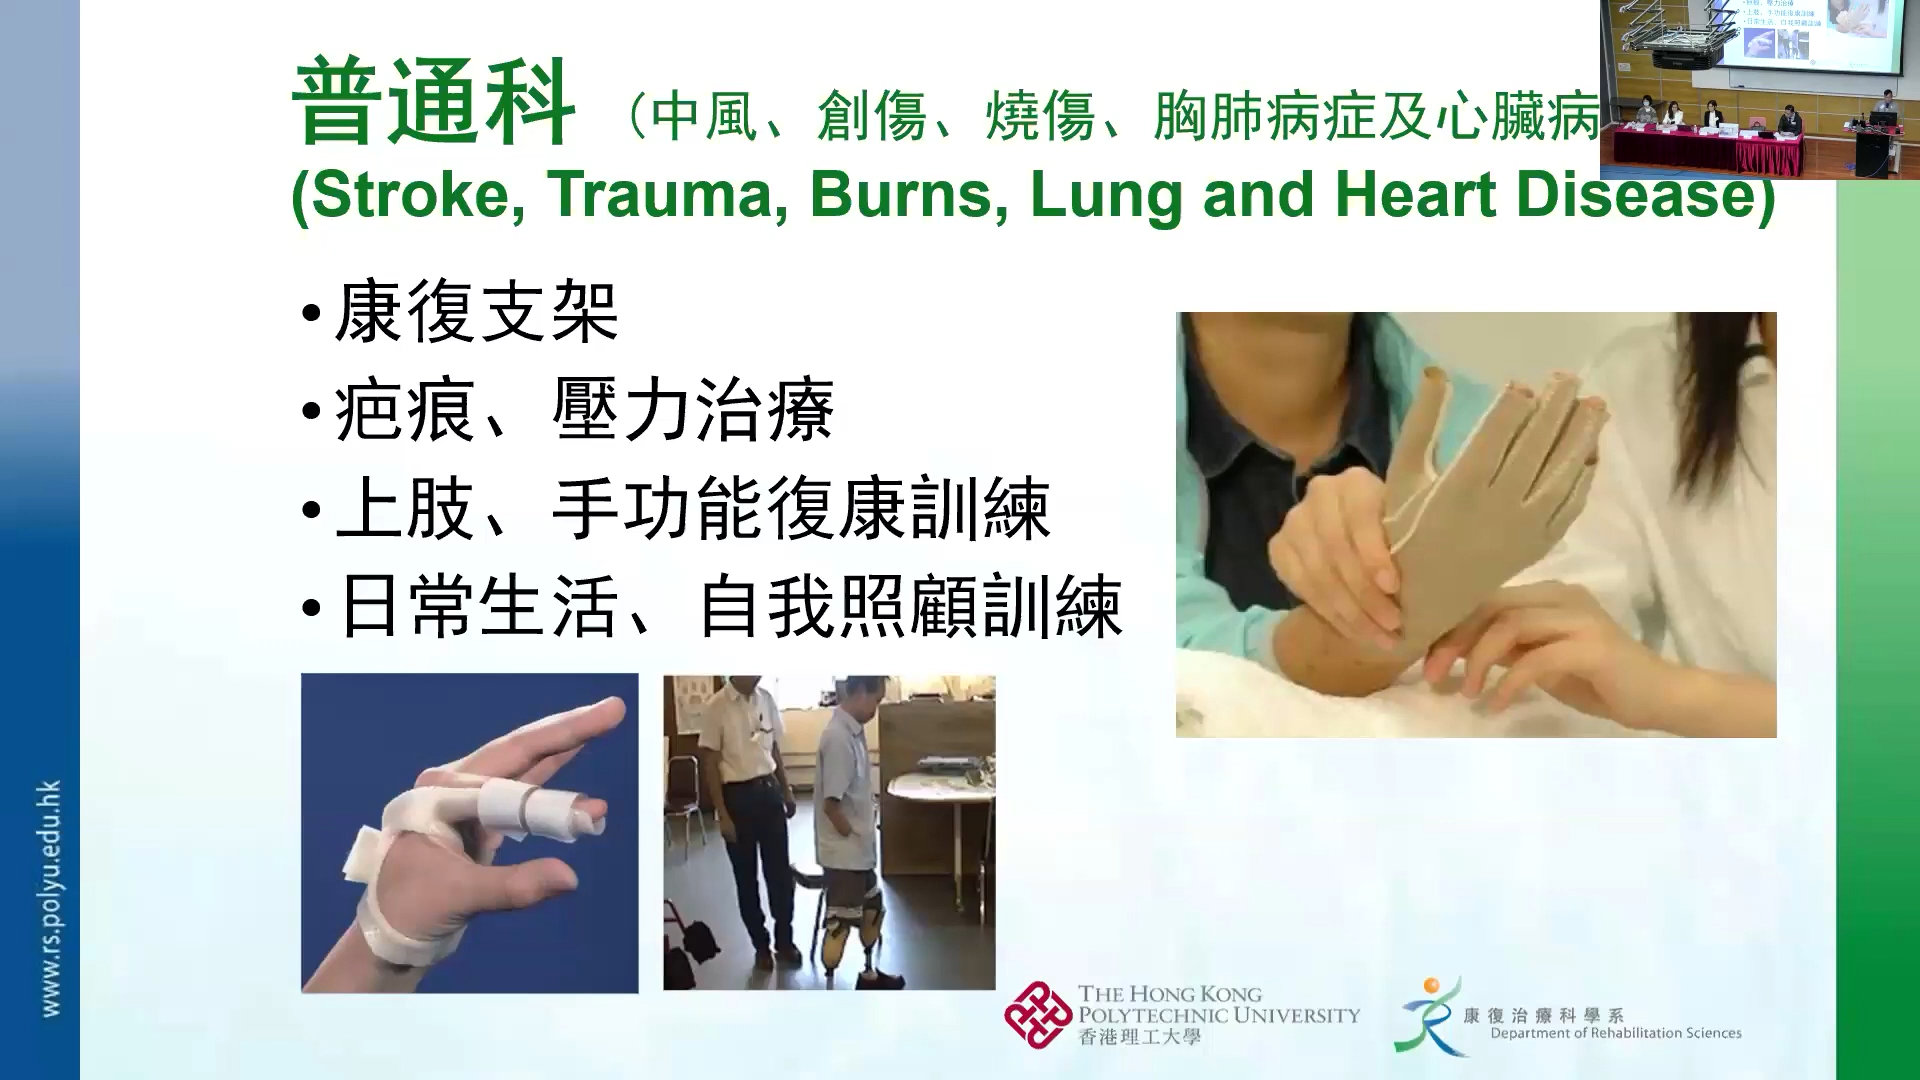 普通科 (中風、創傷、燒傷、胸肺病症及心臟病
(Stroke, Trauma, Burns, Lung and Heart Disease)
•康復支架
•疤痕、壓力治療
•上肢、手功能復康訓練
•日常生活、自我照顧訓練
www.rs.polyu.edu.hk
THE HONG KONG
POLYTECHNIC UNIVERSITY
香港理工大學
康復治療科學系
Department of Rehabilitation Sciences